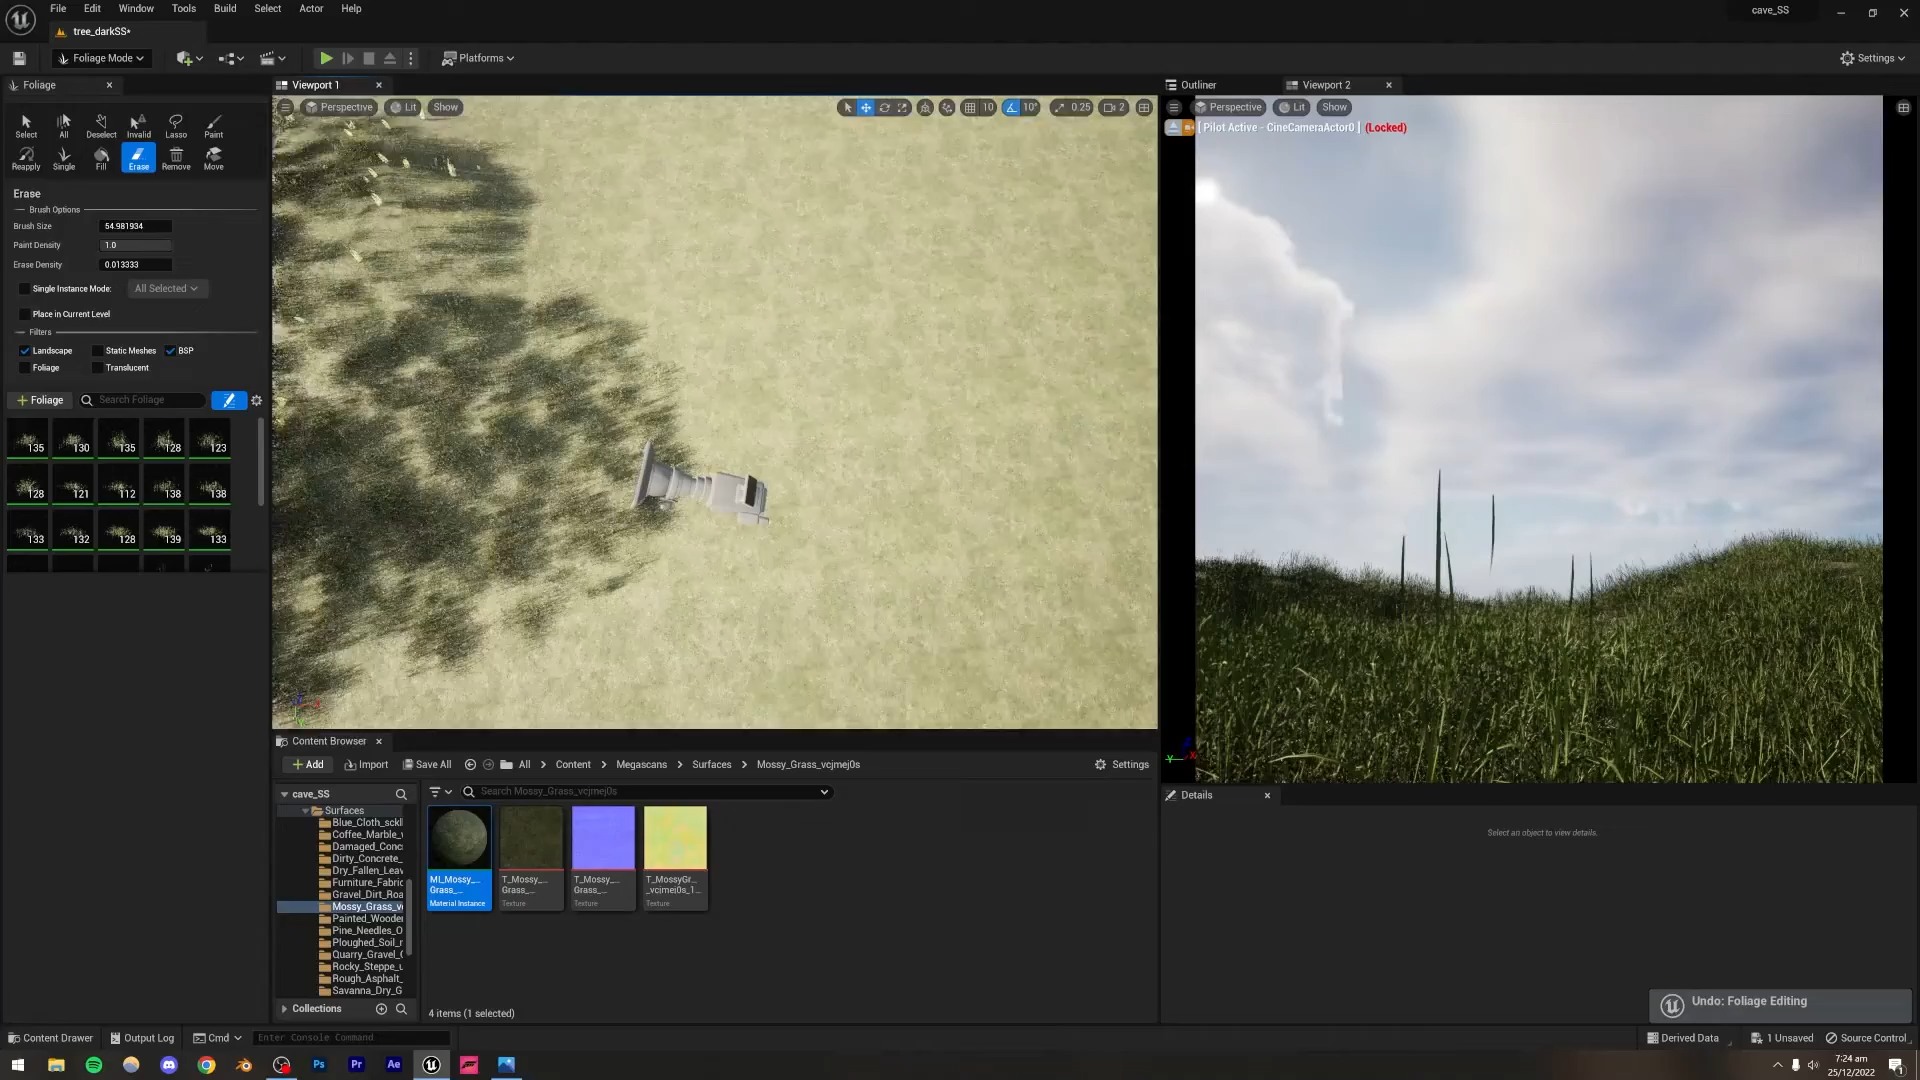 File Edit Window Tools Build Select Actor Help
cave_SS
tree_darkSS*
Foliage Mode
Platforms
Settings
Foliage
Viewport 1
Outliner
Viewport 2
Perspective Lit Show
10 10° 0.25 2
Perspective Lit Show
[ Pilot Active - CineCameraActor0 ] (Locked)
Select All Deselect Invalid Lasso Paint
Reapply Single Fill Erase Remove Move
Erase
Brush Options
Brush Size 54.981934
Paint Density 1.0
Erase Density 0.013333
Single Instance Mode: All Selected
Place in Current Level
Filters
Landscape Static Meshes BSP
Foliage Translucent
+ Foliage Search Foliage
135 130 135 128 123
128 121 112 138 138
133 132 128 139 133
Content Browser
+ Add Import Save All All > Content > Megascans > Surfaces > Mossy_Grass_vcjmej0s
Settings
cave_SS
Search Mossy_Grass_vcjmej0s
Surfaces
Blue_Cloth_sckl
Coffee_Marble_
Damaged_Conc
Dirty_Concrete_
Dry_Fallen_Leav
Furniture_Fabric
Gravel_Dirt_Roa
Mossy_Grass_v
Painted_Wooder
Pine_Needles_O
Ploughed_Soil_
Quarry_Gravel_
Rocky_Steppe_
Rough_Asphalt_
Savanna_Dry_G
MI_Mossy_...
Grass_...
Material Instance
T_Mossy_...
Grass_...
Texture
T_Mossy_...
Grass_...
Texture
T_MossyGr...
_vcjmej0s_1...
Texture
Collections
4 items (1 selected)
Details
Select an object to view details.
Undo: Foliage Editing
Content Drawer Output Log Cmd Enter Console Command
Derived Data 1 Unsaved Source Control
Ps Pr Ae
7:24 am
25/12/2022
1